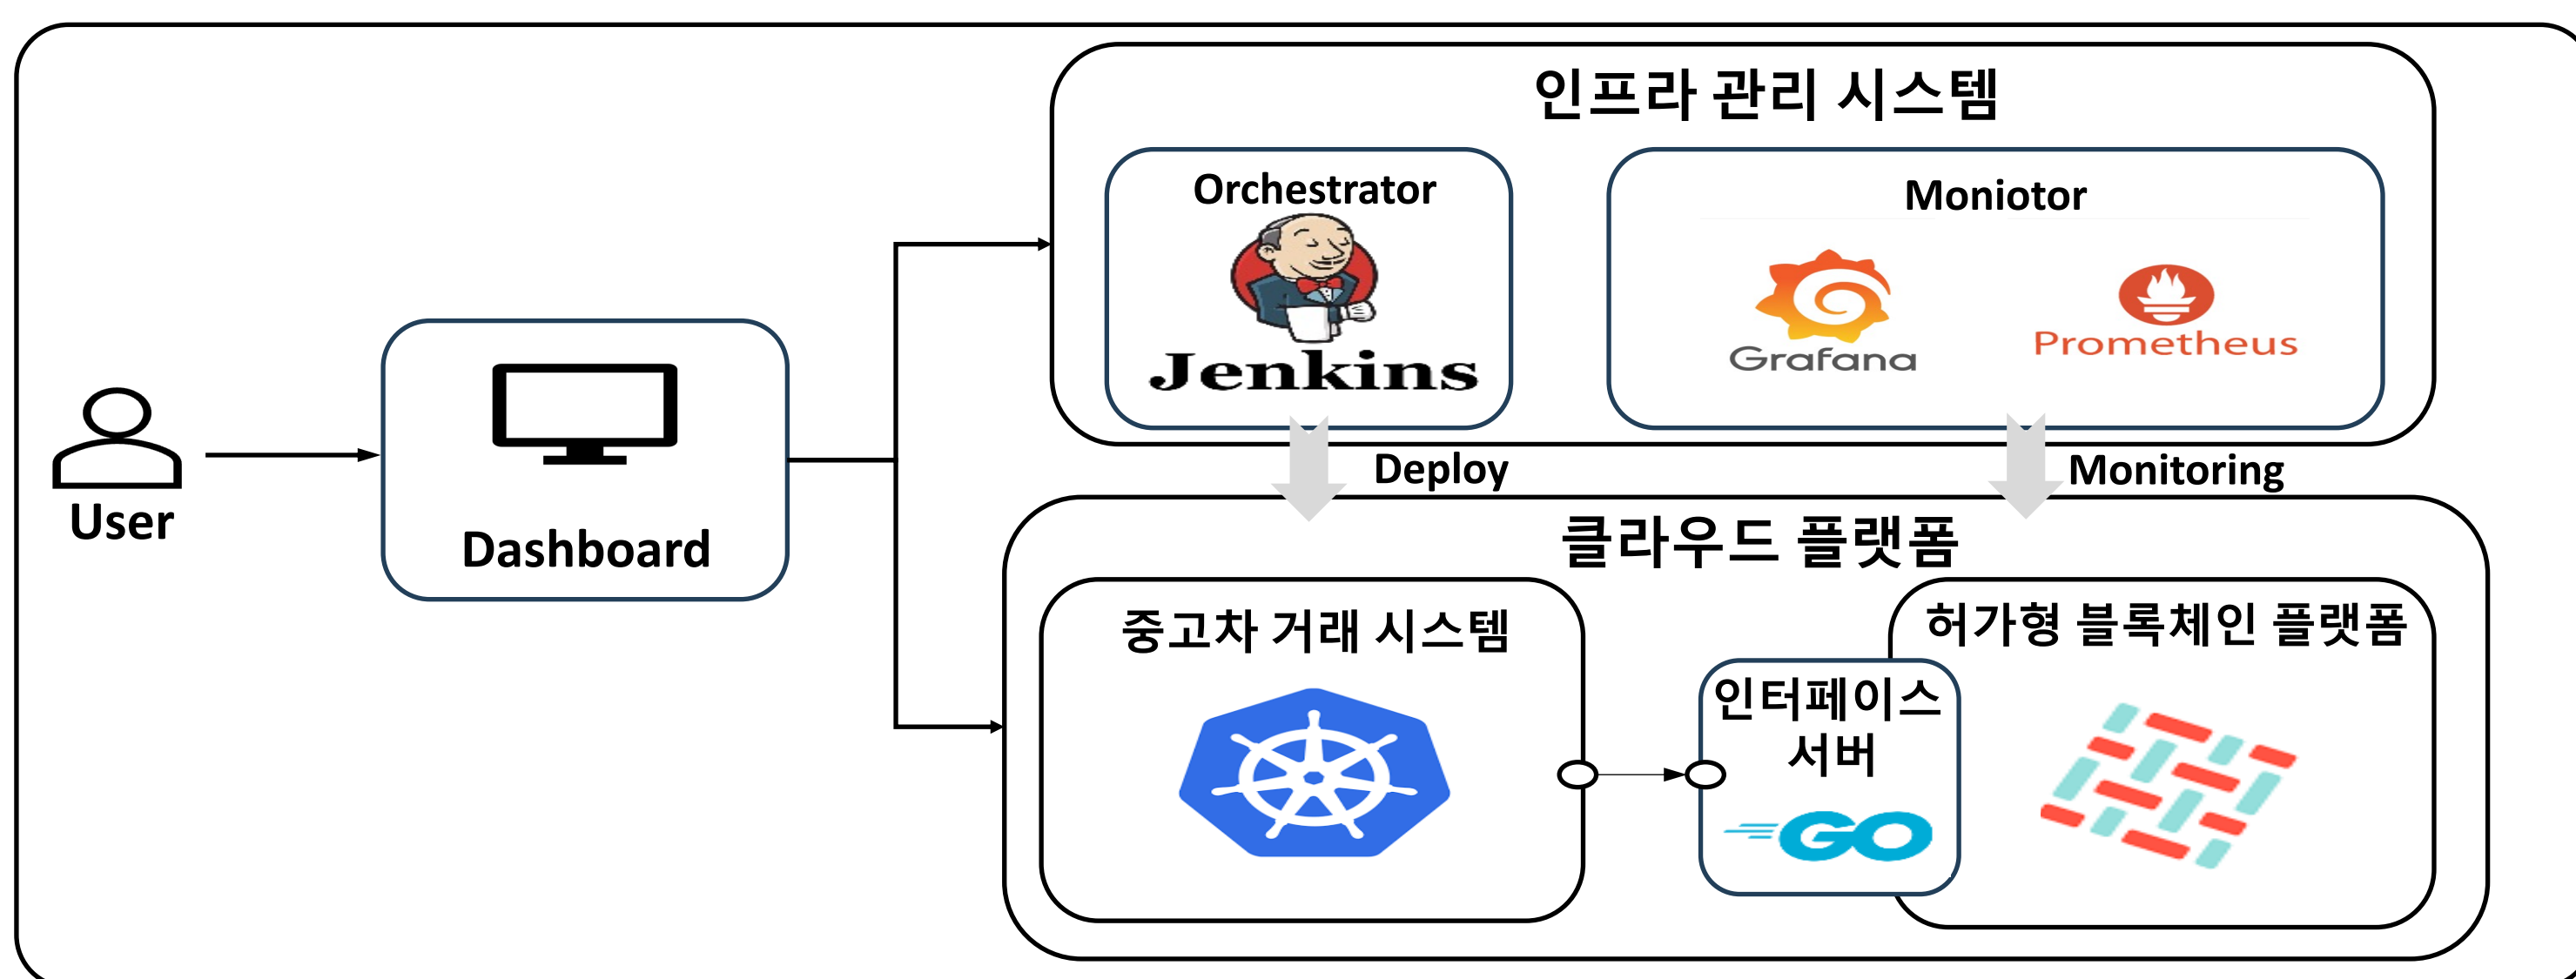 인프라 관리 시스템
Orchestrator
Moniotor
Jenkins
Grafana
Prometheus
Deploy
Monitoring
User
Dashboard
클라우드 플랫폼
중고차 거래 시스템
허가형 블록체인 플랫폼
인터페이스
서버
GO